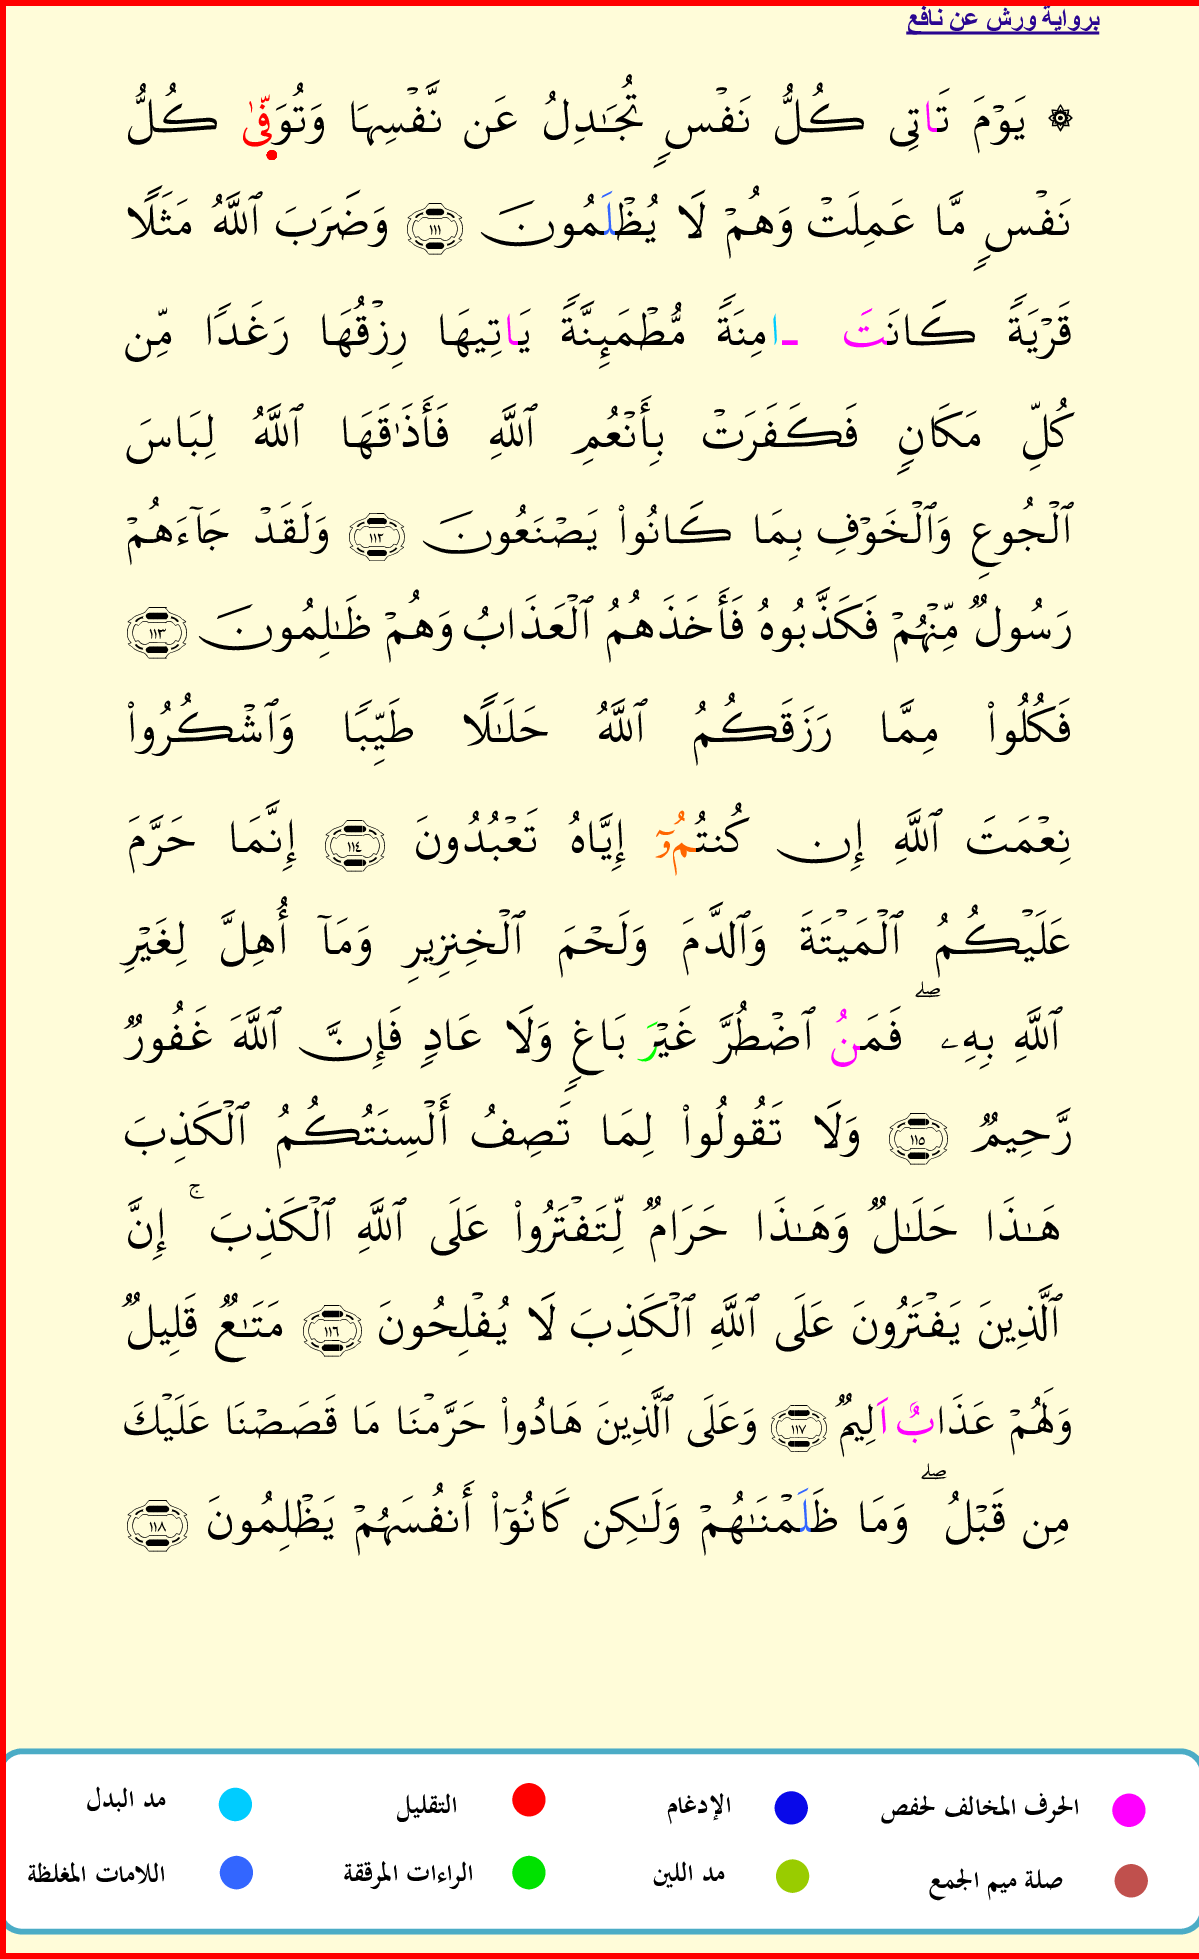 برواية ورش عن نافع
۞ يَوْمَ تَاتِى كُلُّ نَفْسٍ تُجَٰدِلُ عَن نَّفْسِهَا وَتُوَفّ۪ىٰ كُلُّ
نَفْسٍ مَّا عَمِلَتْ وَهُمْ لَا يُظْلَمُونَ ١١١ وَضَرَبَ ٱللَّهُ مَثَلًا
قَرْيَةً كَانَتَ ـامِنَةً مُّطْمَئِنَّةً يَاتِيهَا رِزْقُهَا رَغَدًا مِّن
كُلِّ مَكَانٍ فَكَفَرَتْ بِأَنْعُمِ ٱللَّهِ فَأَذَٰقَهَا ٱللَّهُ لِبَاسَ
ٱلْجُوعِ وَٱلْخَوْفِ بِمَا كَانُوا۟ يَصْنَعُونَ ١١٢ وَلَقَدْ جَآءَهُمْ
رَسُولٌ مِّنْهُمْ فَكَذَّبُوهُ فَأَخَذَهُمُ ٱلْعَذَابُ وَهُمْ ظَٰلِمُونَ ١١٣
فَكُلُوا۟ مِمَّا رَزَقَكُمُ ٱللَّهُ حَلَٰلًا طَيِّبًا وَٱشْكُرُوا۟
نِعْمَتَ ٱللَّهِ إِن كُنتُمُوٓ إِيَّاهُ تَعْبُدُونَ ١١٤ إِنَّمَا حَرَّمَ
عَلَيْكُمُ ٱلْمَيْتَةَ وَٱلدَّمَ وَلَحْمَ ٱلْخِنزِيرِ وَمَآ أُهِلَّ لِغَيْرِ
ٱللَّهِ بِهِۦ ۖ فَمَنُ ٱضْطُرَّ غَيْرَ بَاغٍ وَلَا عَادٍ فَإِنَّ ٱللَّهَ غَفُورٌ
رَّحِيمٌ ١١٥ وَلَا تَقُولُوا۟ لِمَا تَصِفُ أَلْسِنَتُكُمُ ٱلْكَذِبَ
هَٰذَا حَلَٰلٌ وَهَٰذَا حَرَامٌ لِّتَفْتَرُوا۟ عَلَى ٱللَّهِ ٱلْكَذِبَ ۚ إِنَّ
ٱلَّذِينَ يَفْتَرُونَ عَلَى ٱللَّهِ ٱلْكَذِبَ لَا يُفْلِحُونَ ١١٦ مَتَٰعٌ قَلِيلٌ
وَلَهُمْ عَذَابٌ اَلِيمٌ ١١٧ وَعَلَى ٱلَّذِينَ هَادُوا۟ حَرَّمْنَا مَا قَصَصْنَا عَلَيْكَ
مِن قَبْلُ ۖ وَمَا ظَلَمْنَٰهُمْ وَلَٰكِن كَانُوٓا۟ أَنفُسَهُمْ يَظْلِمُونَ ١١٨
الحرف المخالف لحفص الإدغام التقليل مد البدل
صلة ميم الجمع مد اللين الراءات المرققة اللامات المغلظة